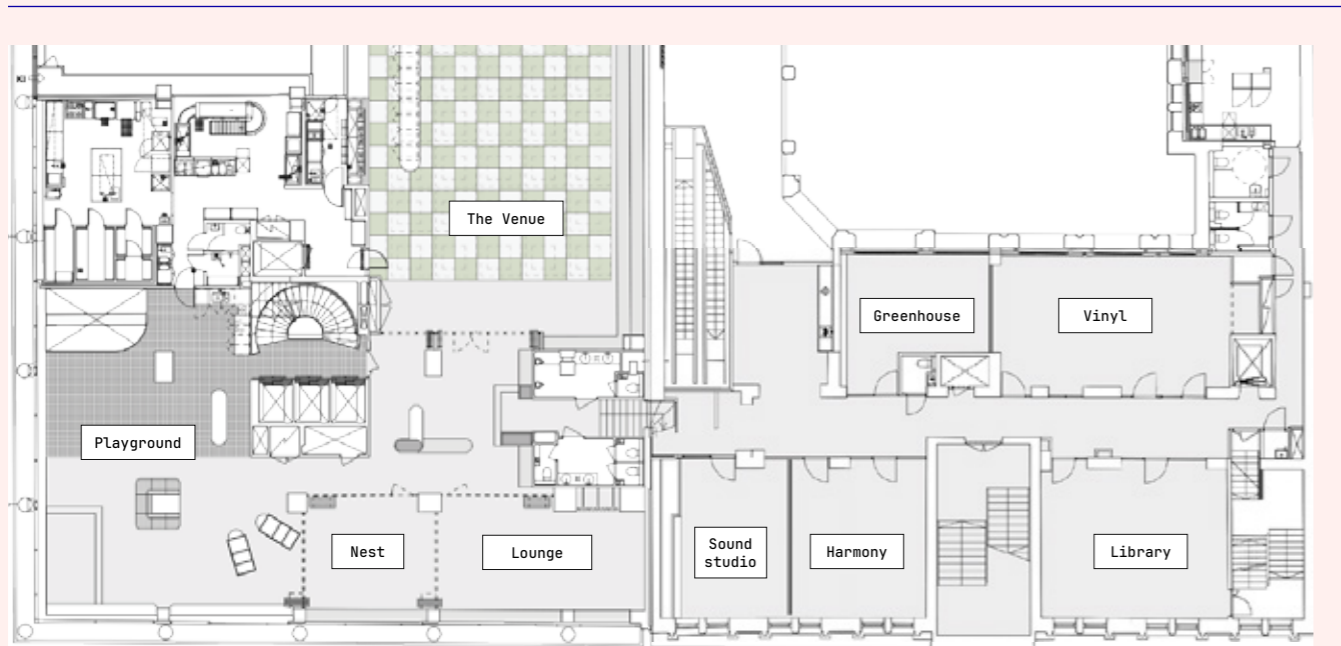 The Venue
Greenhouse
Vinyl
Playground
Nest
Lounge
Sound
studio
Harmony
Library